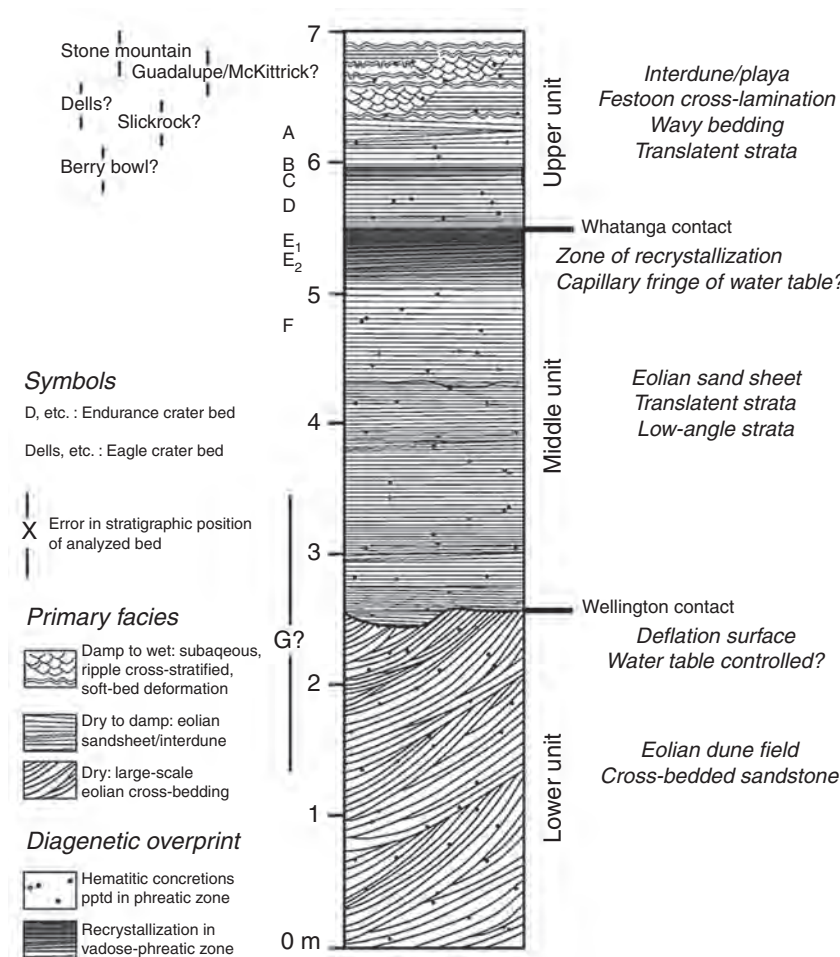 Stone mountain
Guadalupe/McKittrick?
Dells?
Slickrock?
Berry bowl?
7
6
5
4
3
2
1
0 m
A
B
C
D
E1
E2
F
G?
Upper unit
Middle unit
Lower unit
Interdune/playa
Festoon cross-lamination
Wavy bedding
Translatent strata
Whatanga contact
Zone of recrystallization
Capillary fringe of water table?
Eolian sand sheet
Translatent strata
Low-angle strata
Wellington contact
Deflation surface
Water table controlled?
Eolian dune field
Cross-bedded sandstone
Symbols
D, etc. : Endurance crater bed
Dells, etc. : Eagle crater bed
X
Error in stratigraphic position
of analyzed bed
Primary facies
Damp to wet: subaqeous,
ripple cross-stratified,
soft-bed deformation
Dry to damp: eolian
sandsheet/interdune
Dry: large-scale
eolian cross-bedding
Diagenetic overprint
Hematitic concretions
pptd in phreatic zone
Recrystallization in
vadose-phreatic zone